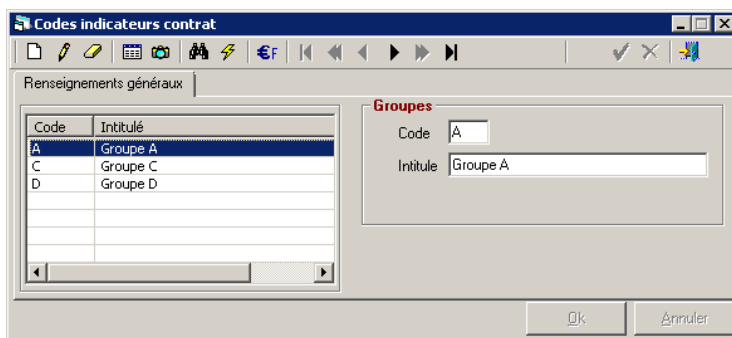 Codes indicateurs contrat
€F
Renseignements généraux
Code Intitulé
A Groupe A
C Groupe C
D Groupe D
Groupes
Code A
Intitule Groupe A
Ok Annuler